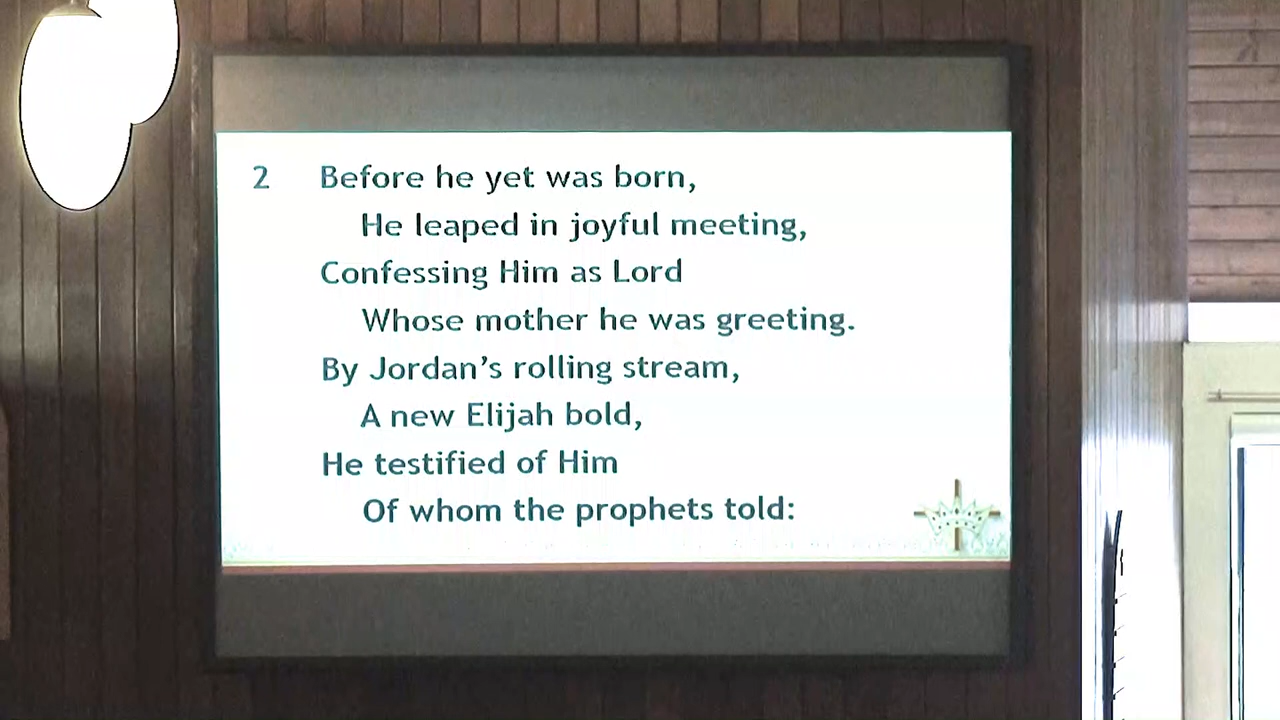 2 Before he yet was born,
He leaped in joyful meeting,
Confessing Him as Lord
Whose mother he was greeting.
By Jordan's rolling stream,
A new Elijah bold,
He testified of Him
Of whom the prophets told: